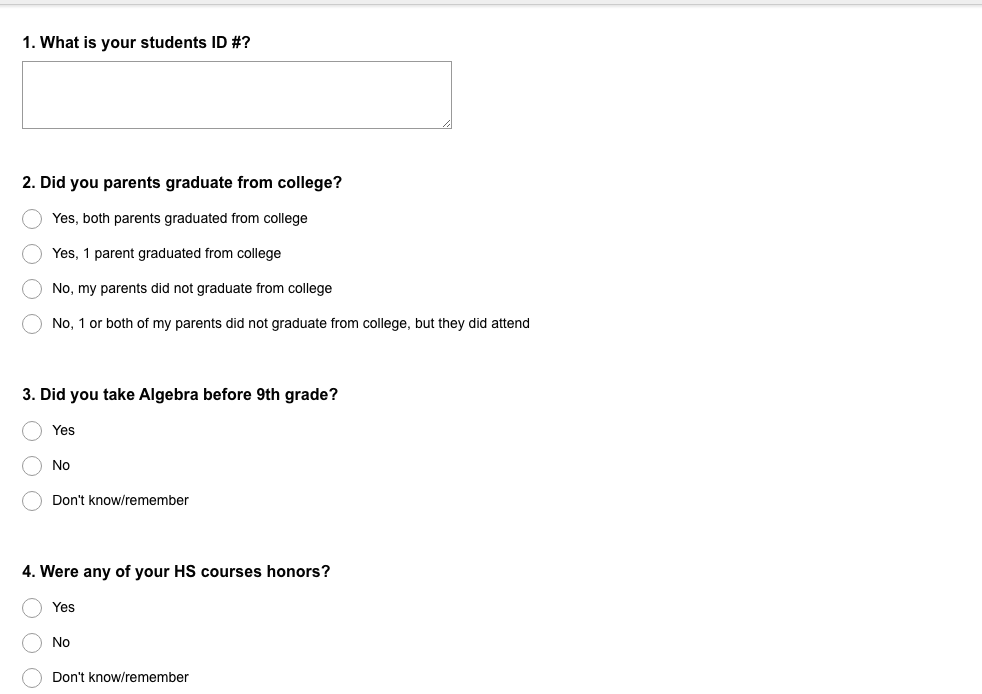 1. What is your students ID #?
2. Did you parents graduate from college?
Yes, both parents graduated from college
Yes, 1 parent graduated from college
No, my parents did not graduate from college
No, 1 or both of my parents did not graduate from college, but they did attend
3. Did you take Algebra before 9th grade?
Yes
No
Don't know/remember
4. Were any of your HS courses honors?
Yes
No
Don't know/remember